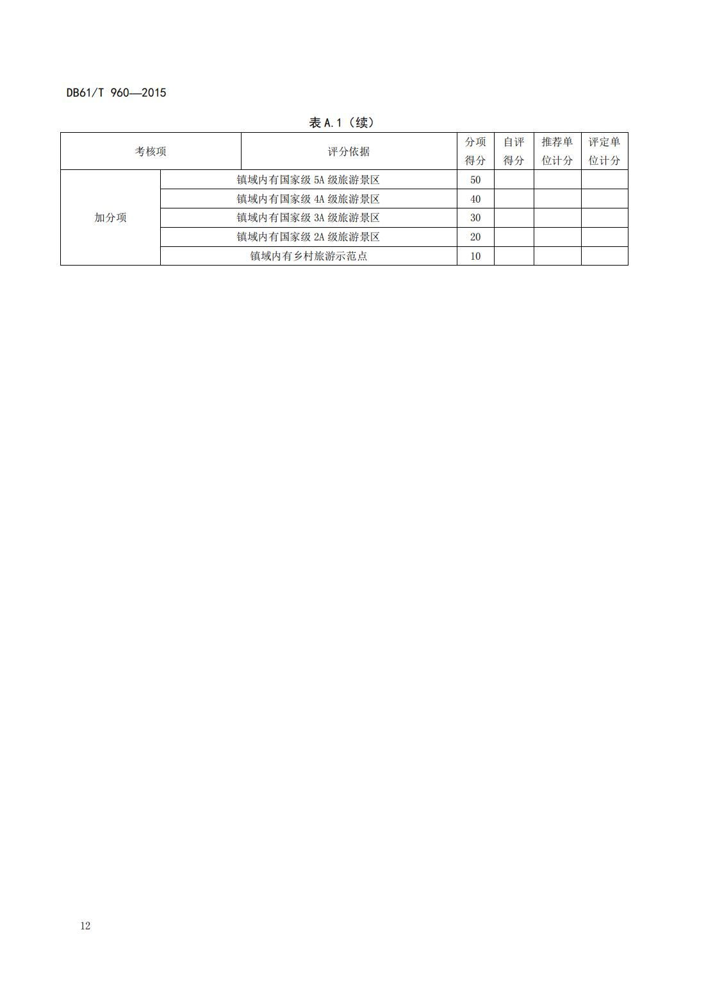 DB61/T 960—2015
表 A.1（续）
考核项 评分依据 分项得分 自评得分 推荐单位计分 评定单位计分
加分项
镇域内有国家级 5A 级旅游景区 50
镇域内有国家级 4A 级旅游景区 40
镇域内有国家级 3A 级旅游景区 30
镇域内有国家级 2A 级旅游景区 20
镇域内有乡村旅游示范点 10
12